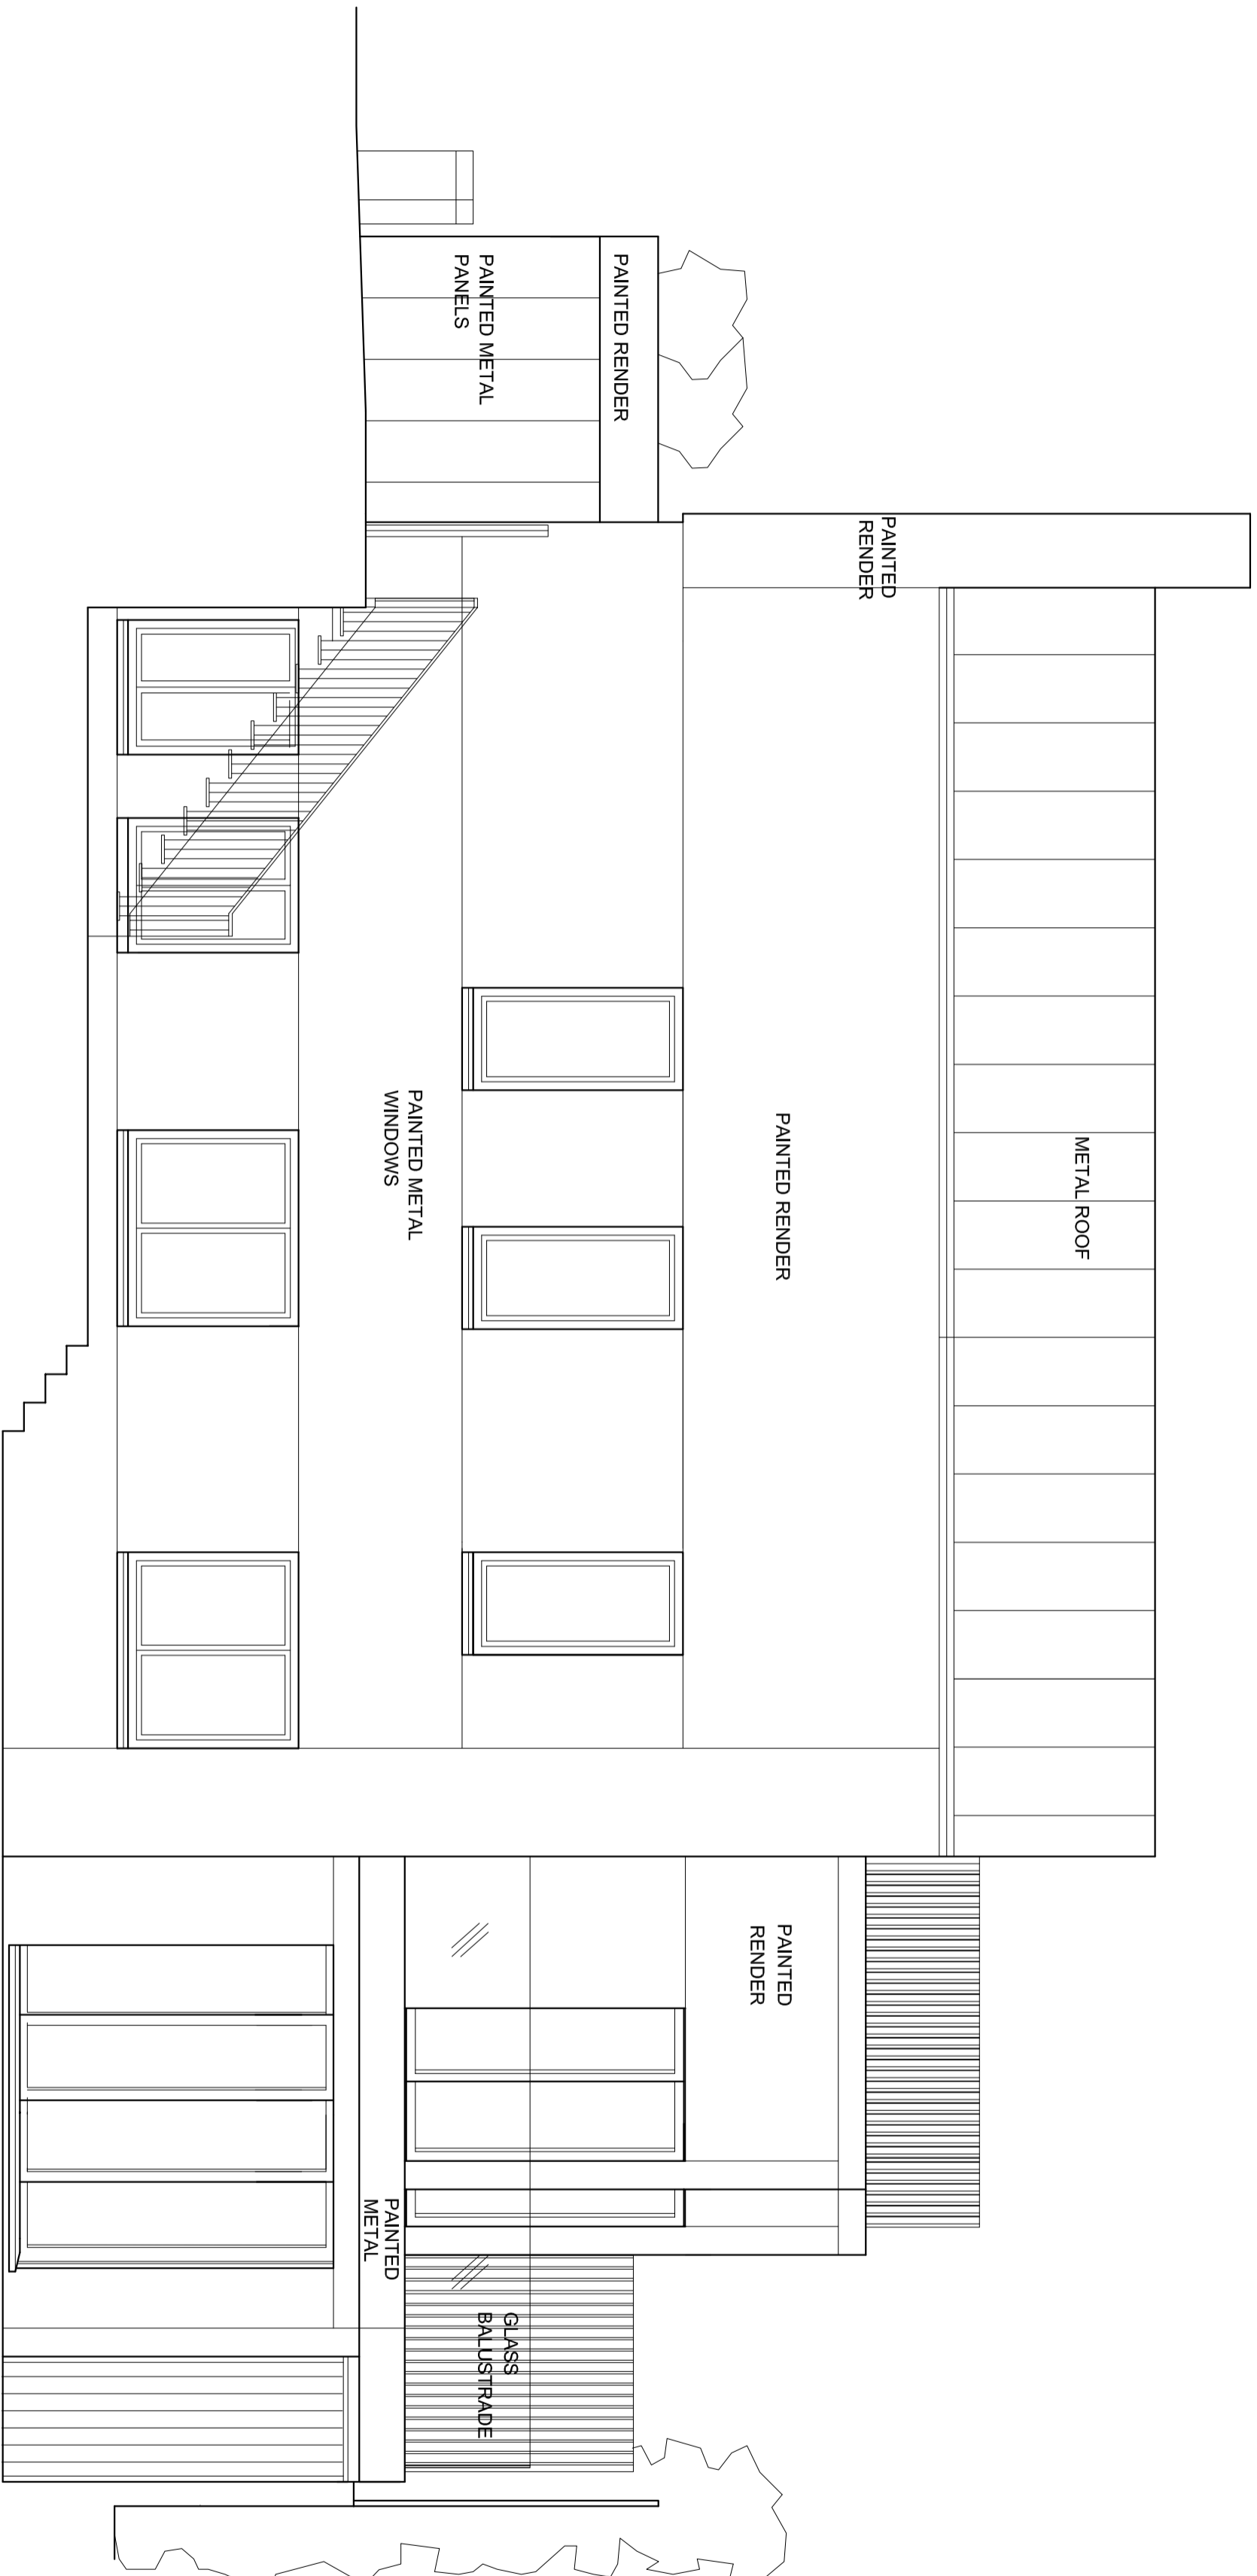 PAINTED METAL
PANELS
PAINTED RENDER
PAINTED
RENDER
METAL ROOF
PAINTED RENDER
PAINTED METAL
WINDOWS
PAINTED
RENDER
PAINTED
METAL
GLASS
BALUSTRADE